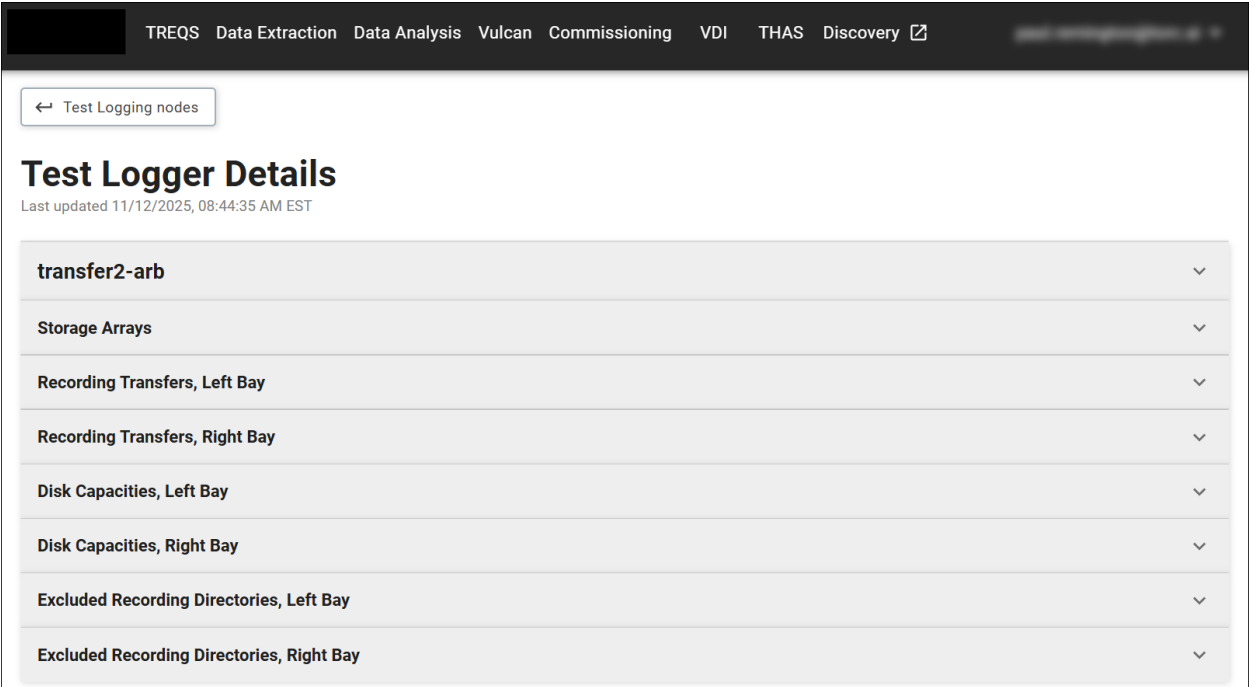 TREQS Data Extraction Data Analysis Vulcan Commissioning VDI THAS Discovery
Test Logging nodes
Test Logger Details
Last updated 11/12/2025, 08:44:35 AM EST
transfer2-arb
Storage Arrays
Recording Transfers, Left Bay
Recording Transfers, Right Bay
Disk Capacities, Left Bay
Disk Capacities, Right Bay
Excluded Recording Directories, Left Bay
Excluded Recording Directories, Right Bay